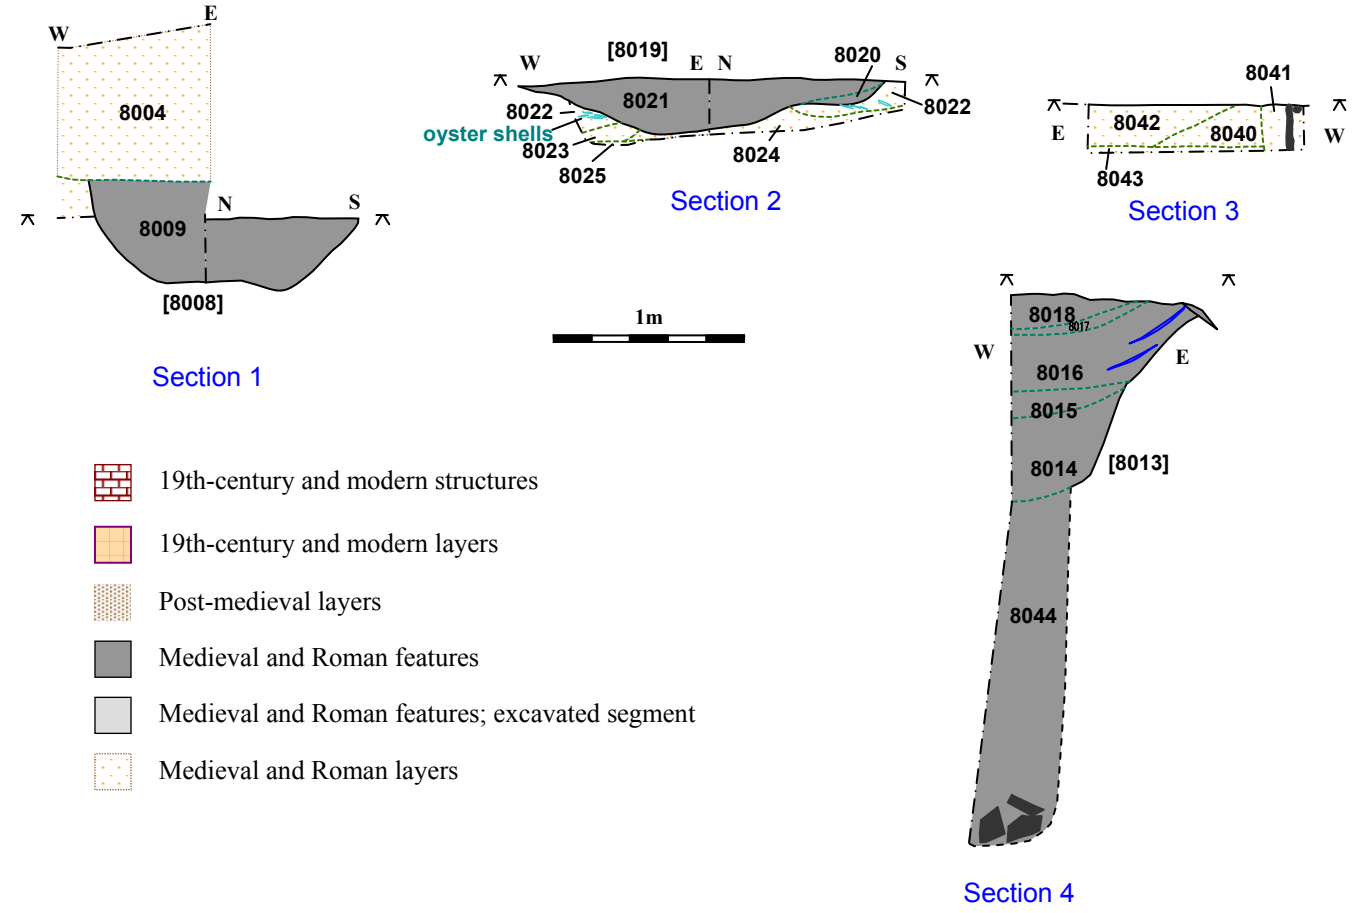 W
E
8004
N
S
8009
[8008]
Section 1
W
[8019]
E N
8020
S
8021
8022
8022
oyster shells
8023
8024
8025
Section 2
8041
E
8042
8040
W
8043
Section 3
1m
8018
8017
W
E
8016
8015
8014
[8013]
8044
Section 4
19th-century and modern structures
19th-century and modern layers
Post-medieval layers
Medieval and Roman features
Medieval and Roman features; excavated segment
Medieval and Roman layers